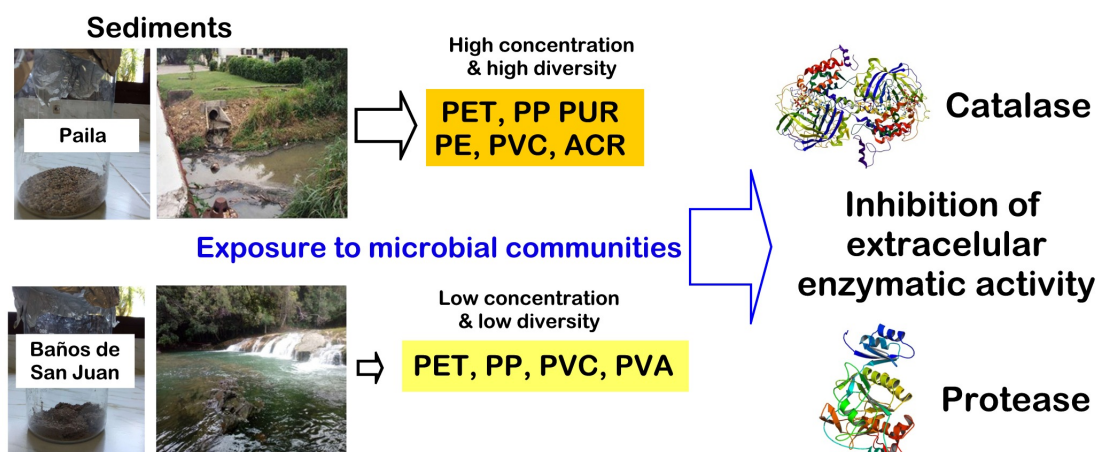 Sediments
Paila
High concentration
& high diversity
PET, PP PUR
PE, PVC, ACR
Catalase
Exposure to microbial communities
Inhibition of
extracelular
enzymatic activity
Baños de
San Juan
Low concentration
& low diversity
PET, PP, PVC, PVA
Protease